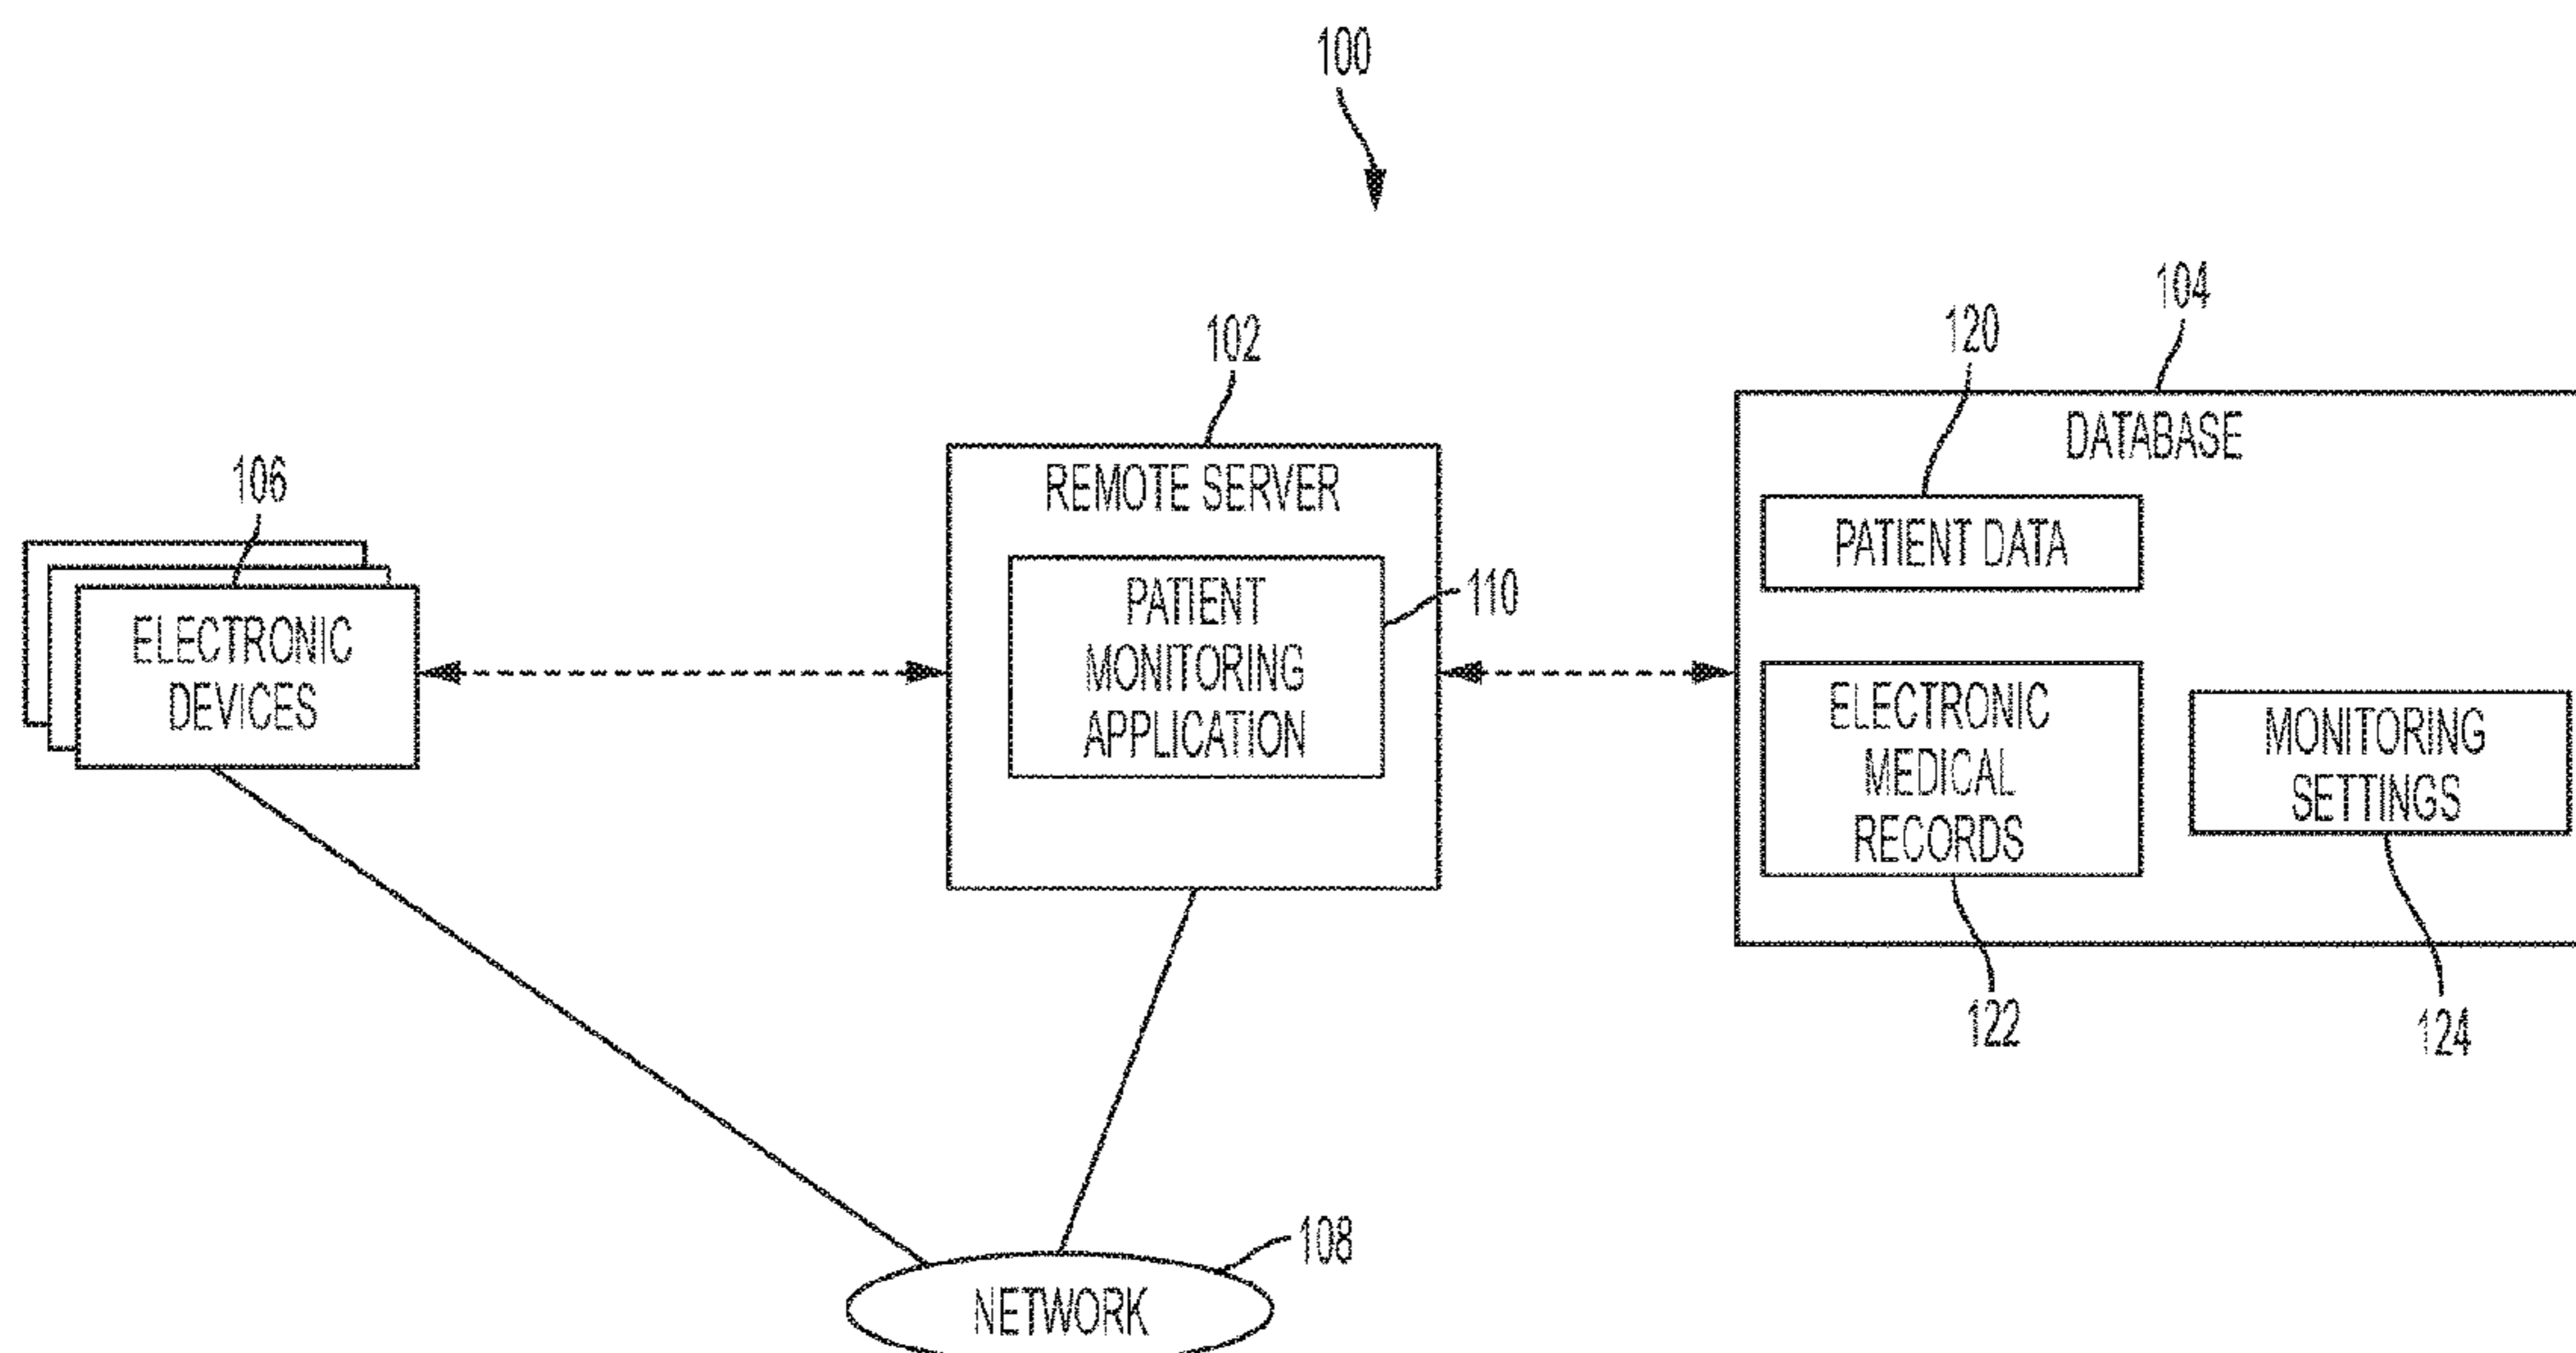 100
104
120
102
DATABASE
106
REMOTE SERVER
PATIENT DATA
PATIENT
MONITORING
APPLICATION
110
ELECTRONIC
DEVICES
ELECTRONIC
MEDICAL
RECORDS
MONITORING
SETTINGS
122
124
108
NETWORK